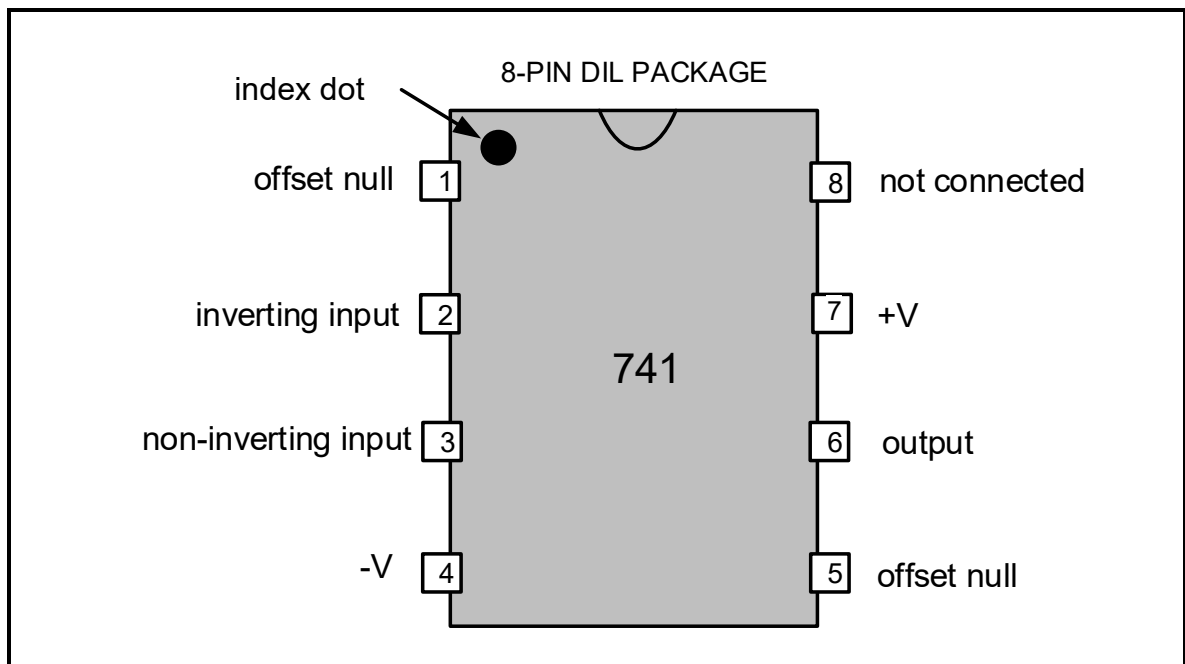 8-PIN DIL PACKAGE
index dot
offset null 1
8 not connected
inverting input 2
7 +V
741
non-inverting input 3
6 output
-V 4
5 offset null